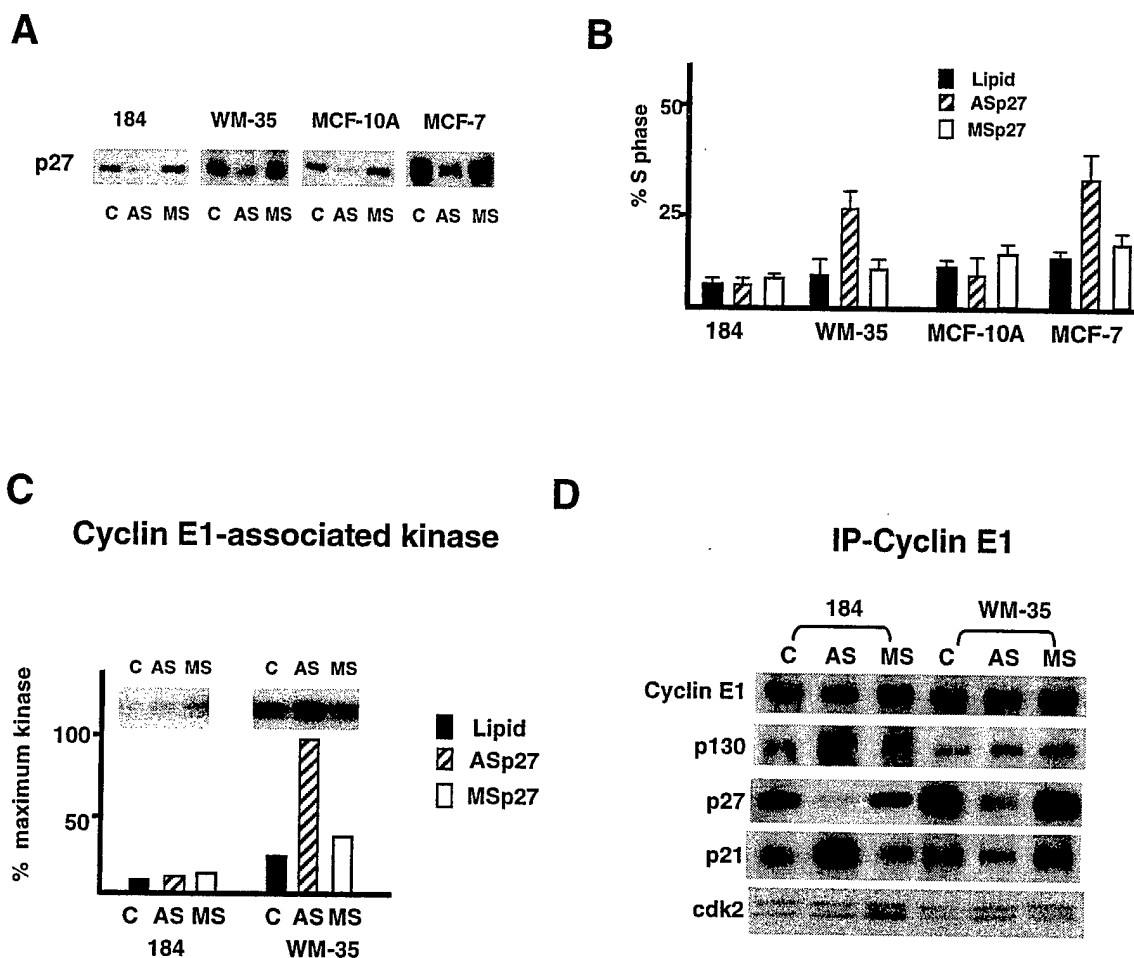 A
184 WM-35 MCF-10A MCF-7
p27
C AS MS C AS MS C AS MS C AS MS
B
% S phase
50
25
Lipid
ASp27
MSp27
184 WM-35 MCF-10A MCF-7
C
Cyclin E1-associated kinase
% maximum kinase
100
50
C AS MS C AS MS
Lipid
ASp27
MSp27
C AS MS C AS MS
184 WM-35
D
IP-Cyclin E1
184 WM-35
C AS MS C AS MS
Cyclin E1
p130
p27
p21
cdk2